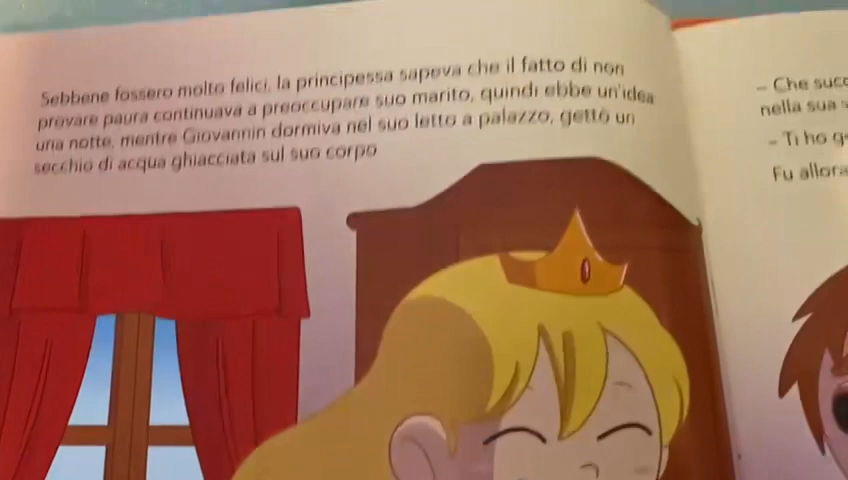 Sebbene fossero molto felici, la principessa sapeva che il fatto di non
provare paura continuava a preoccupare suo marito, quindi ebbe un'idea
una notte, mentre Giovannin dormiva nel suo letto a palazzo, gettò un
secchio di acqua ghiacciata sul suo corpo
– Che succ
nella sua
– Ti ho g
Fu allora